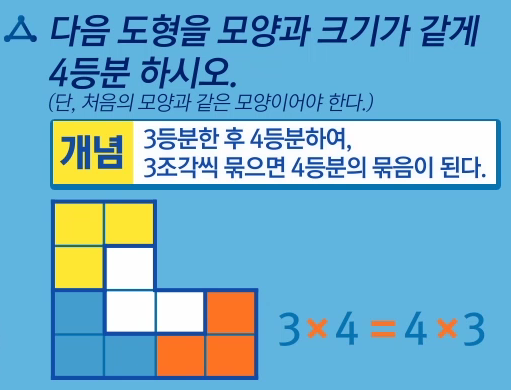 다음 도형을 모양과 크기가 같게
4등분 하시오.
(단, 처음의 모양과 같은 모양이어야 한다.)
개념
3등분한 후 4등분하여,
3조각씩 묶으면 4등분의 묶음이 된다.
3×4=4×3